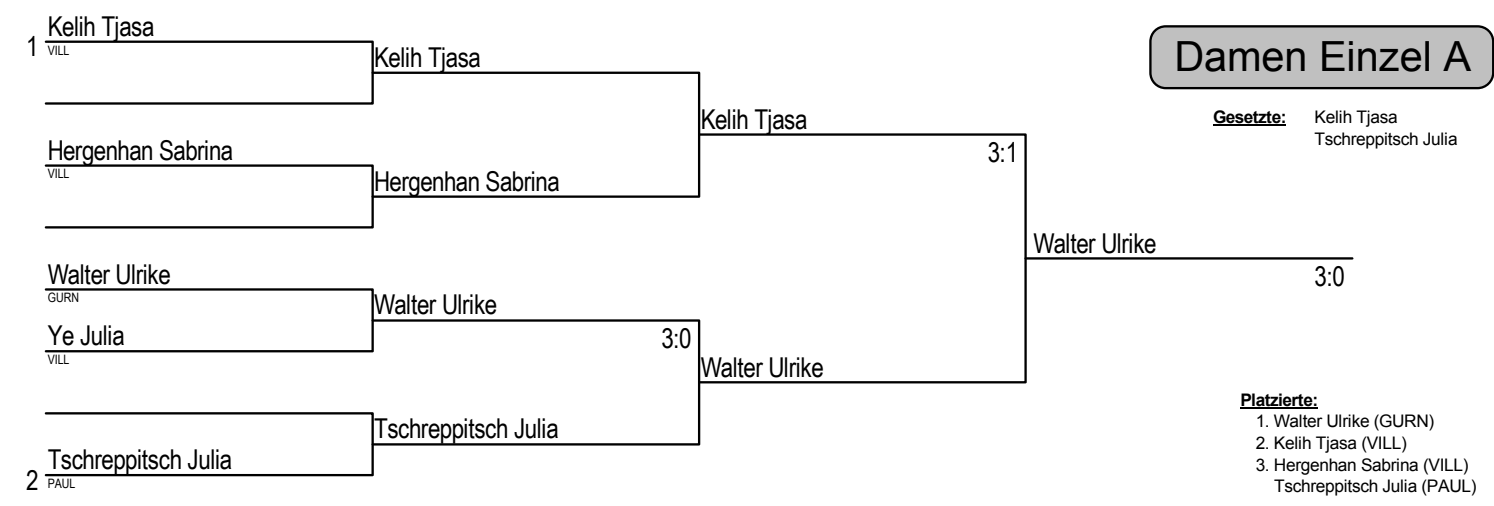 Kelih Tjasa
1 VILL
Kelih Tjasa
Damen Einzel A
Gesetzte: Kelih Tjasa
Tschreppitsch Julia
Kelih Tjasa
3:1
Hergenhan Sabrina
VILL
Hergenhan Sabrina
Walter Ulrike
3:0
Walter Ulrike
GURN
Walter Ulrike
3:0
Ye Julia
VILL
Walter Ulrike
Tschreppitsch Julia
Tschreppitsch Julia
2 PAUL
Platzierte:
1. Walter Ulrike (GURN)
2. Kelih Tjasa (VILL)
3. Hergenhan Sabrina (VILL)
Tschreppitsch Julia (PAUL)